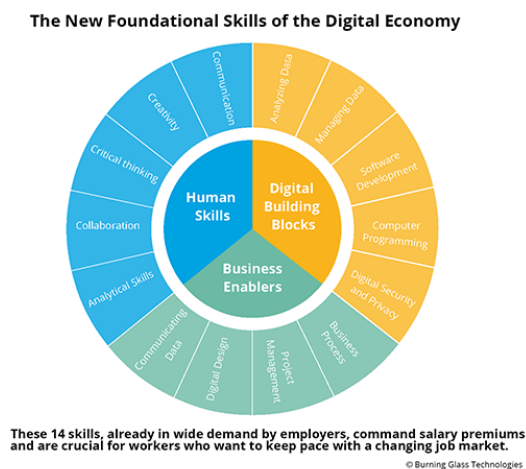 The New Foundational Skills of the Digital Economy
Communication
Creativity
Critical thinking
Collaboration
Analytical Skills
Analyzing Data
Managing Data
Software
Development
Computer
Programming
Digital Security
and Privacy
Human
Skills
Digital
Building
Blocks
Business
Enablers
Communicating
Data
Digital Design
Project
Management
Business
Process
These 14 skills, already in wide demand by employers, command salary premiums
and are crucial for workers who want to keep pace with a changing job market.
© Burning Glass Technologies